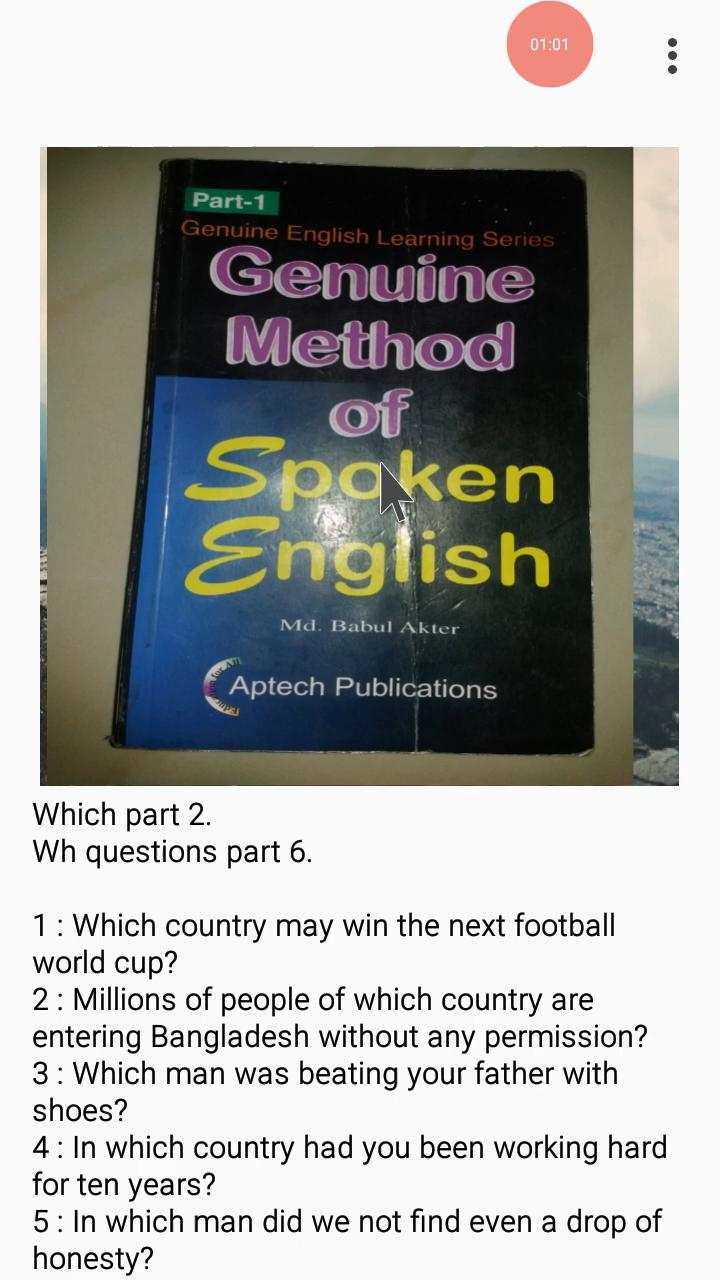 01:01
Part-1
Genuine English Learning Series
Genuine
Method
of
Spoken
English
Md. Babul Akter
Education for All
Aptech Publications
Which part 2.
Wh questions part 6.
1 : Which country may win the next football
world cup?
2 : Millions of people of which country are
entering Bangladesh without any permission?
3 : Which man was beating your father with
shoes?
4 : In which country had you been working hard
for ten years?
5 : In which man did we not find even a drop of
honesty?